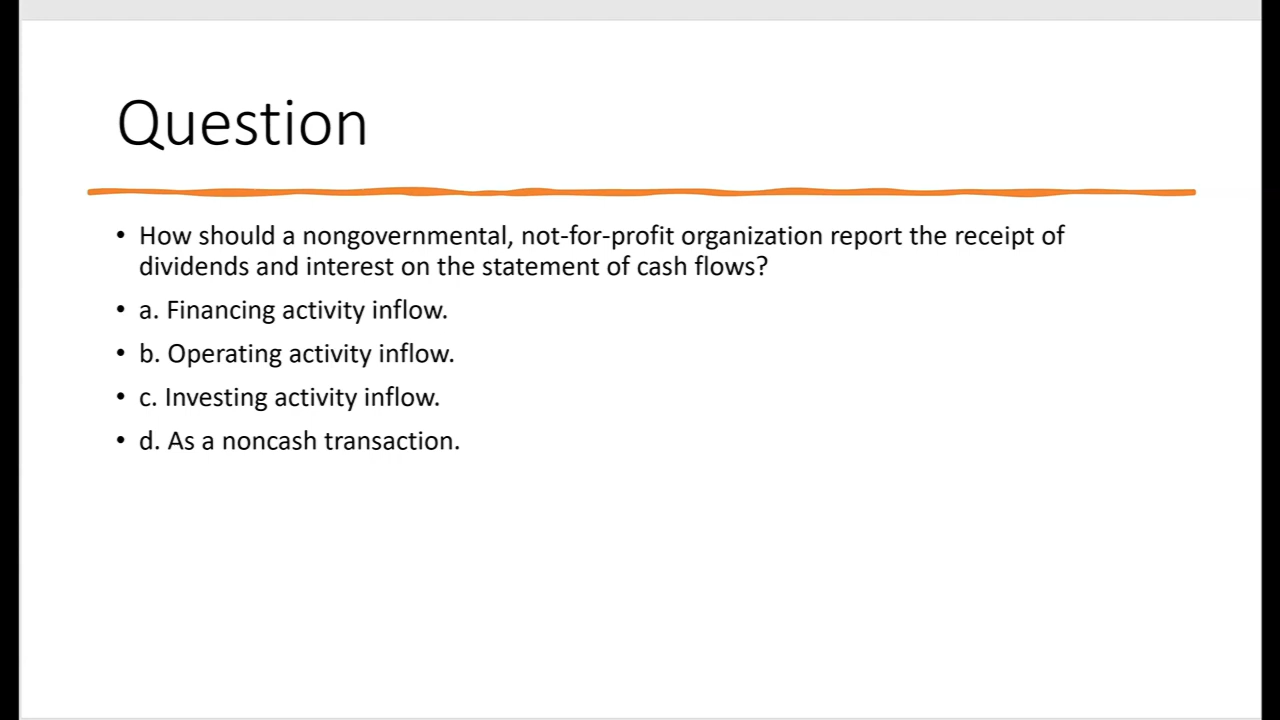 Question
• How should a nongovernmental, not-for-profit organization report the receipt of
dividends and interest on the statement of cash flows?
• a. Financing activity inflow.
• b. Operating activity inflow.
• c. Investing activity inflow.
• d. As a noncash transaction.